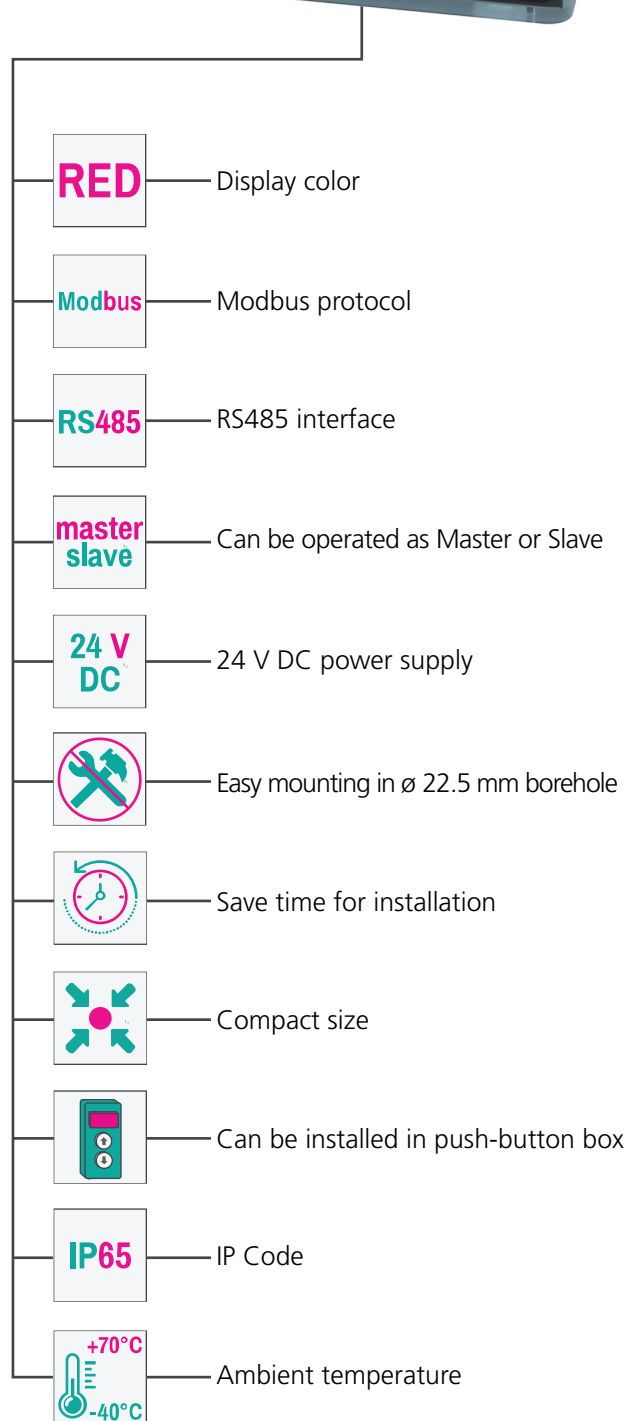 RED
Display color
Modbus
Modbus protocol
RS485
RS485 interface
master
slave
Can be operated as Master or Slave
24 V
DC
24 V DC power supply
Easy mounting in ø 22.5 mm borehole
Save time for installation
Compact size
Can be installed in push-button box
IP65
IP Code
+70°C
-40°C
Ambient temperature